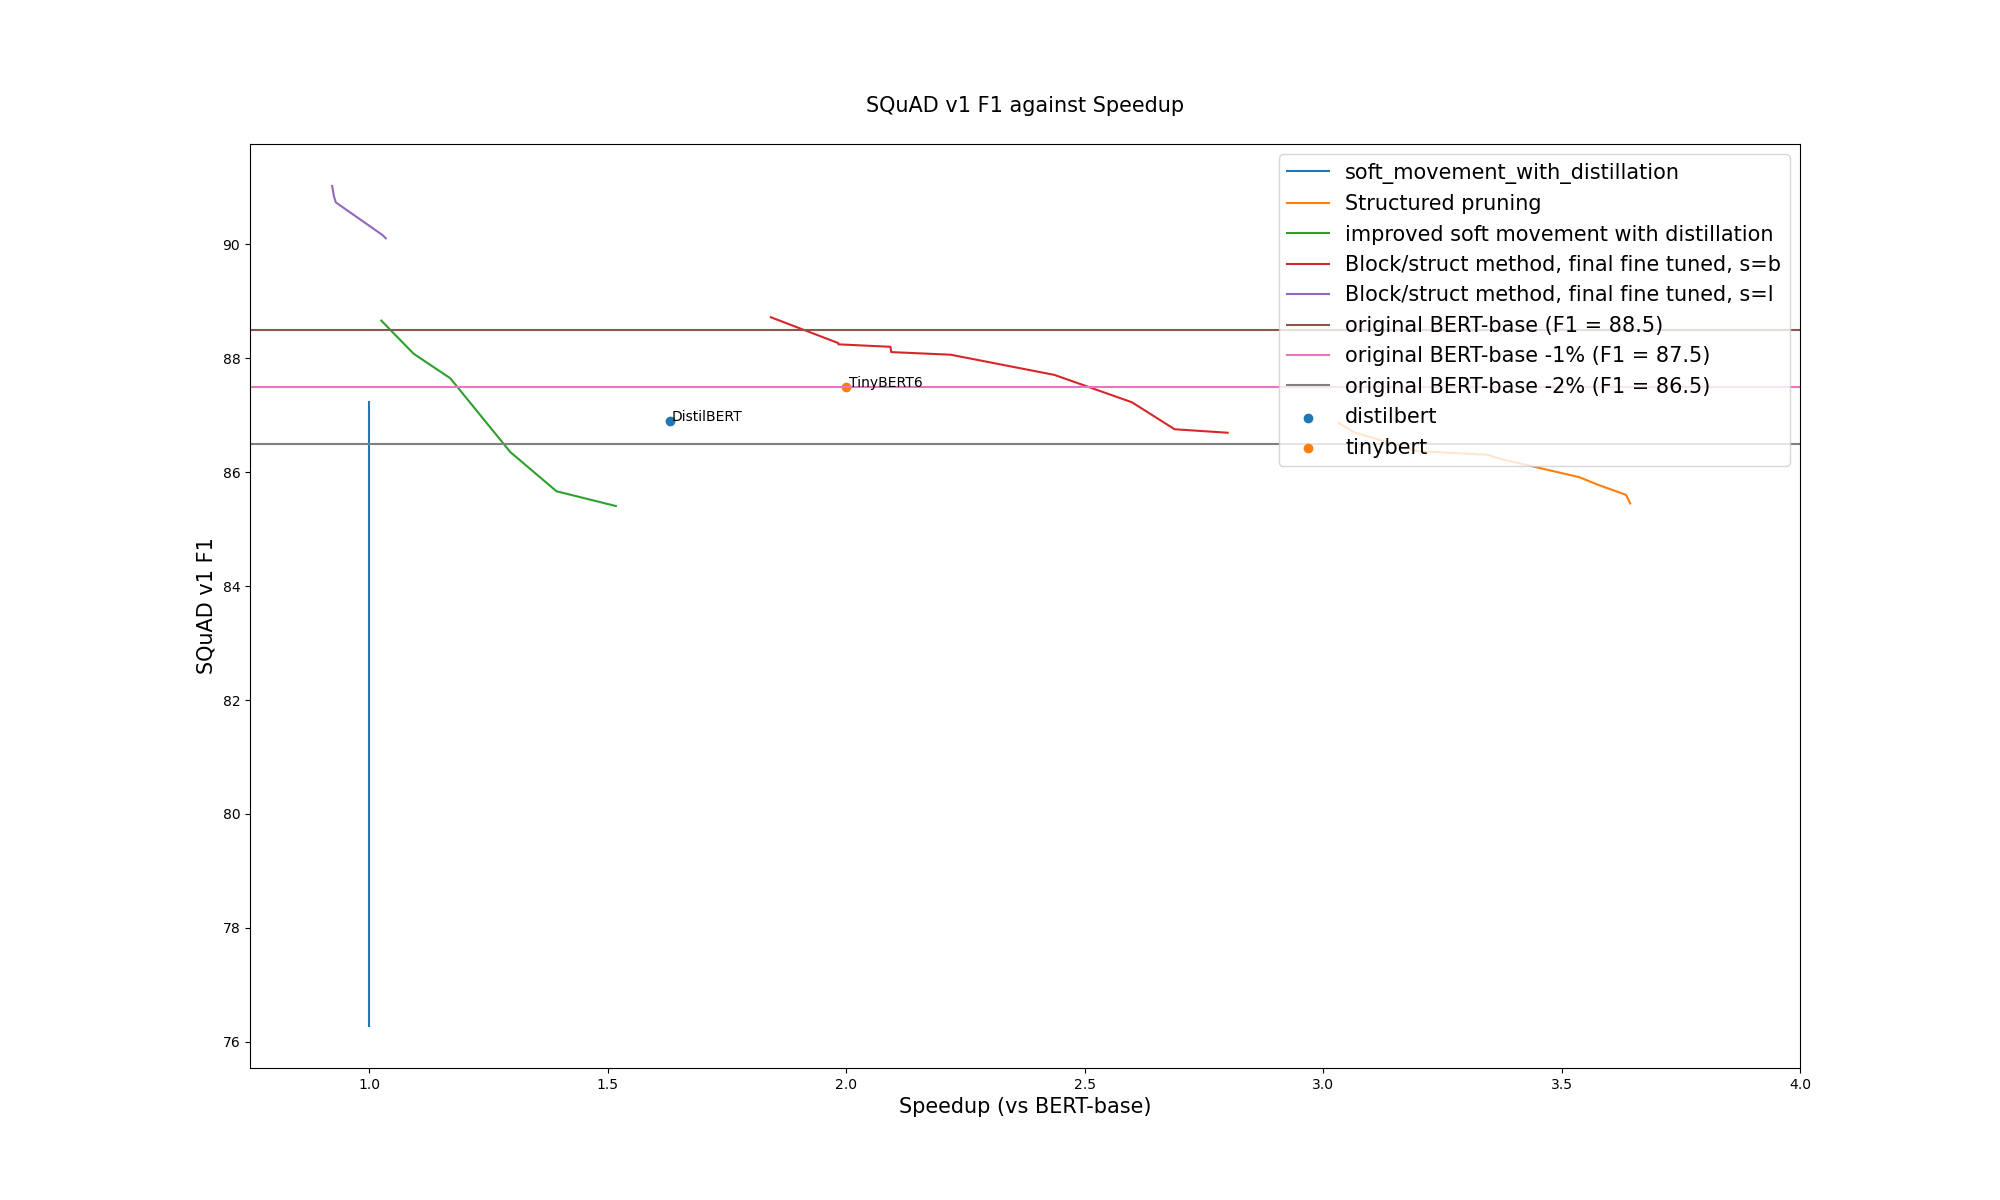 SQuAD v1 F1 against Speedup
soft_movement_with_distillation
Structured pruning
improved soft movement with distillation
Block/struct method, final fine tuned, s=b
Block/struct method, final fine tuned, s=l
original BERT-base (F1 = 88.5)
original BERT-base -1% (F1 = 87.5)
original BERT-base -2% (F1 = 86.5)
distilbert
tinybert
TinyBERT6
DistilBERT
SQuAD v1 F1
90
88
86
84
82
80
78
76
1.0 1.5 2.0 2.5 3.0 3.5 4.0
Speedup (vs BERT-base)